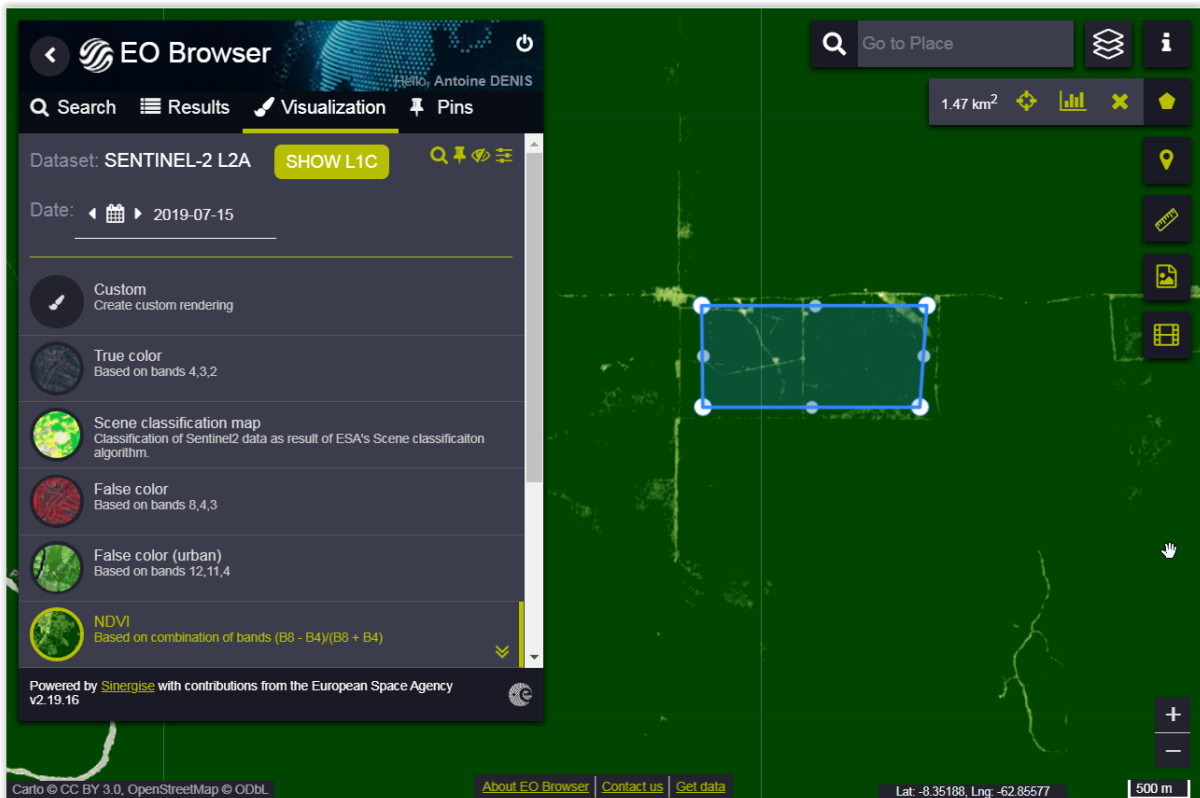 EO Browser
Hello, Antoine DENIS
Search Results Visualization Pins
Dataset: SENTINEL-2 L2A SHOW L1C
Date: 2019-07-15
Custom
Create custom rendering
True color
Based on bands 4,3,2
Scene classification map
Classification of Sentinel2 data as result of ESA's Scene classificaiton
algorithm.
False color
Based on bands 8,4,3
False color (urban)
Based on bands 12,11,4
NDVI
Based on combination of bands (B8 - B4)/(B8 + B4)
Powered by Sinergise with contributions from the European Space Agency
v2.19.16
Go to Place
1.47 km²
Carto © CC BY 3.0, OpenStreetMap © ODbL
About EO Browser Contact us Get data
Lat: -8.35188, Lng: -62.85577
500 m